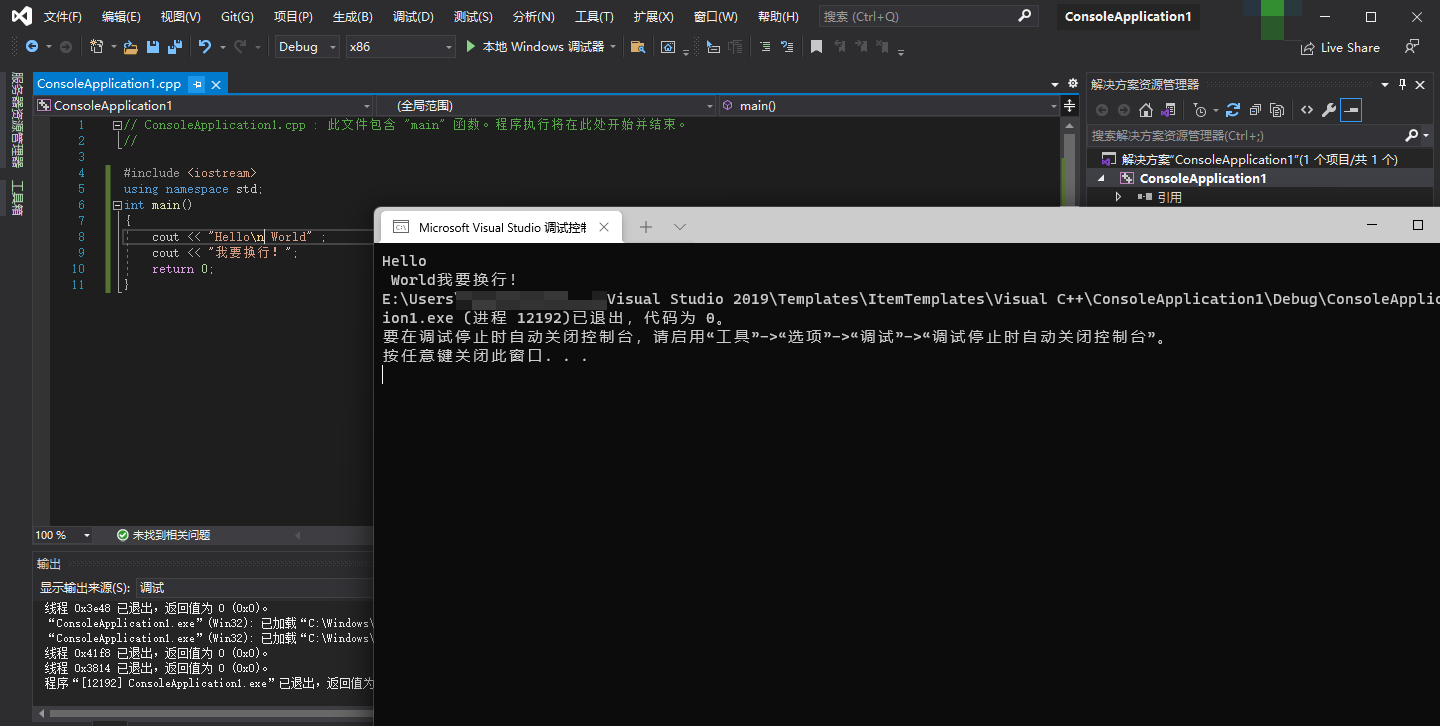 文件(F) 编辑(E) 视图(V) Git(G) 项目(P) 生成(B) 调试(D) 测试(S) 分析(N) 工具(T) 扩展(X) 窗口(W) 帮助(H) 搜索 (Ctrl+Q) ConsoleApplication1
Debug x86 本地 Windows 调试器 Live Share
服务器资源管理器
工具箱
ConsoleApplication1.cpp
ConsoleApplication1 (全局范围) main()
1 // ConsoleApplication1.cpp : 此文件包含 "main" 函数。程序执行将在此处开始并结束。
2 //
3
4 #include <iostream>
5 using namespace std;
6 int main()
7 {
8 cout << "Hello\n World" ;
9 cout << "我要换行！";
10 return 0;
11 }
100 % 未找到相关问题
输出
显示输出来源(S): 调试
线程 0x3e48 已退出，返回值为 0 (0x0)。
“ConsoleApplication1.exe”(Win32): 已加载“C:\Windows\
“ConsoleApplication1.exe”(Win32): 已加载“C:\Windows\
线程 0x41f8 已退出，返回值为 0 (0x0)。
线程 0x3814 已退出，返回值为 0 (0x0)。
程序“[12192] ConsoleApplication1.exe”已退出，返回值为
解决方案资源管理器
搜索解决方案资源管理器(Ctrl+;)
解决方案"ConsoleApplication1"(1 个项目/共 1 个)
ConsoleApplication1
引用
Microsoft Visual Studio 调试控
Hello
World我要换行！
E:\Users Visual Studio 2019\Templates\ItemTemplates\Visual C++\ConsoleApplication1\Debug\ConsoleApplic
ion1.exe (进程 12192)已退出，代码为 0。
要在调试停止时自动关闭控制台，请启用“工具”->“选项”->“调试”->“调试停止时自动关闭控制台”。
按任意键关闭此窗口. . .